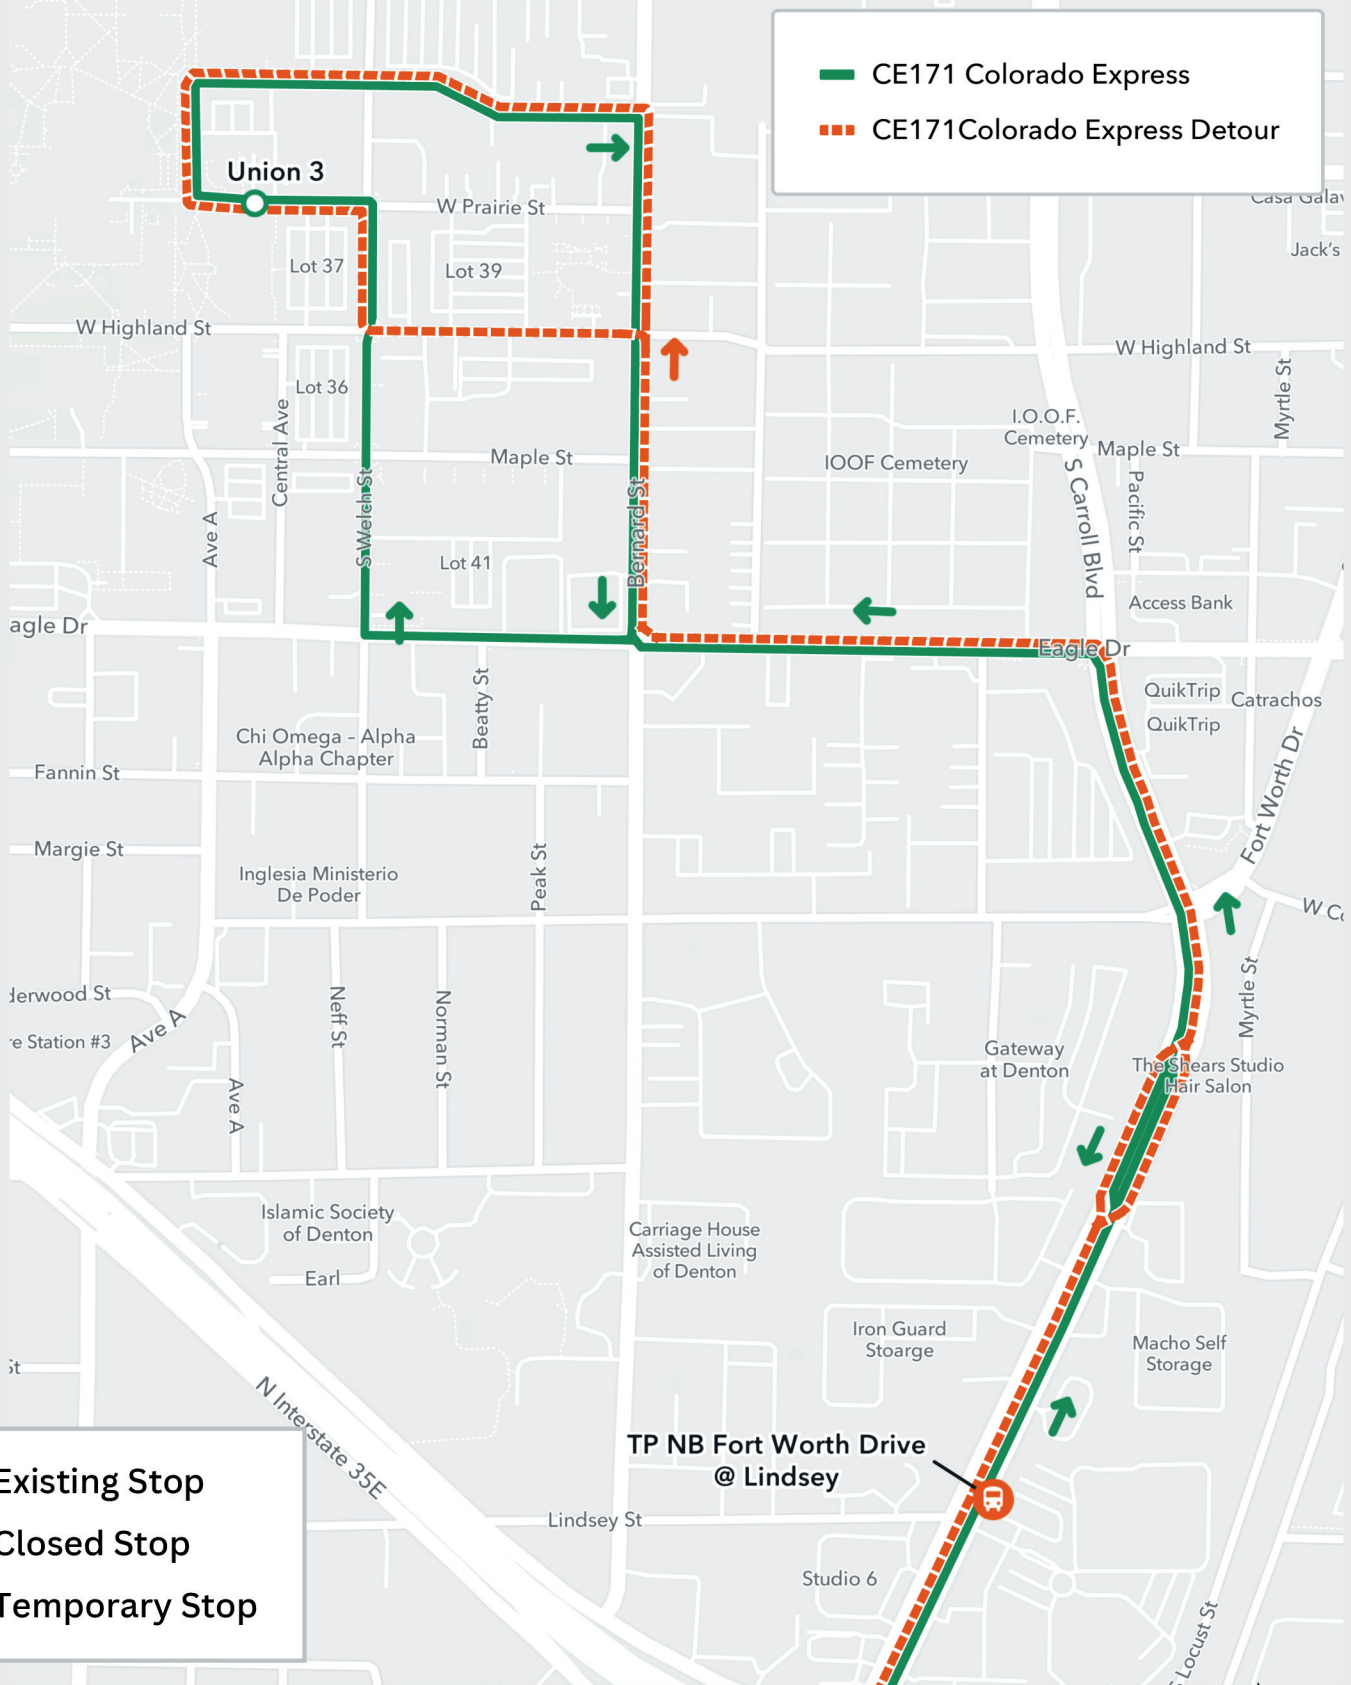 CE171 Colorado Express
CE171Colorado Express Detour
Union 3
W Prairie St
Casa Galav
Jack's
Lot 37
Lot 39
W Highland St
W Highland St
Lot 36
Central Ave
Myrtle St
I.O.O.F.
Cemetery
Maple St
IOOF Cemetery
Maple St
S Welch St
Bernard St
S Carroll Blvd
Pacific St
Ave A
Lot 41
Access Bank
agle Dr
Eagle Dr
Beatty St
QuikTrip
QuikTrip
Catrachos
Chi Omega – Alpha
Alpha Chapter
Fannin St
Fort Worth Dr
Margie St
Inglesia Ministerio
De Poder
Peak St
W Co
derwood St
Neff St
Norman St
Myrtle St
re Station #3
Ave A
Gateway
at Denton
The Shears Studio
Hair Salon
Ave A
Islamic Society
of Denton
Carriage House
Assisted Living
of Denton
Earl
Iron Guard
Stoarge
Macho Self
Storage
St
N Interstate 35E
TP NB Fort Worth Drive
@ Lindsey
Existing Stop
Closed Stop
Temporary Stop
Lindsey St
Studio 6
S Locust St